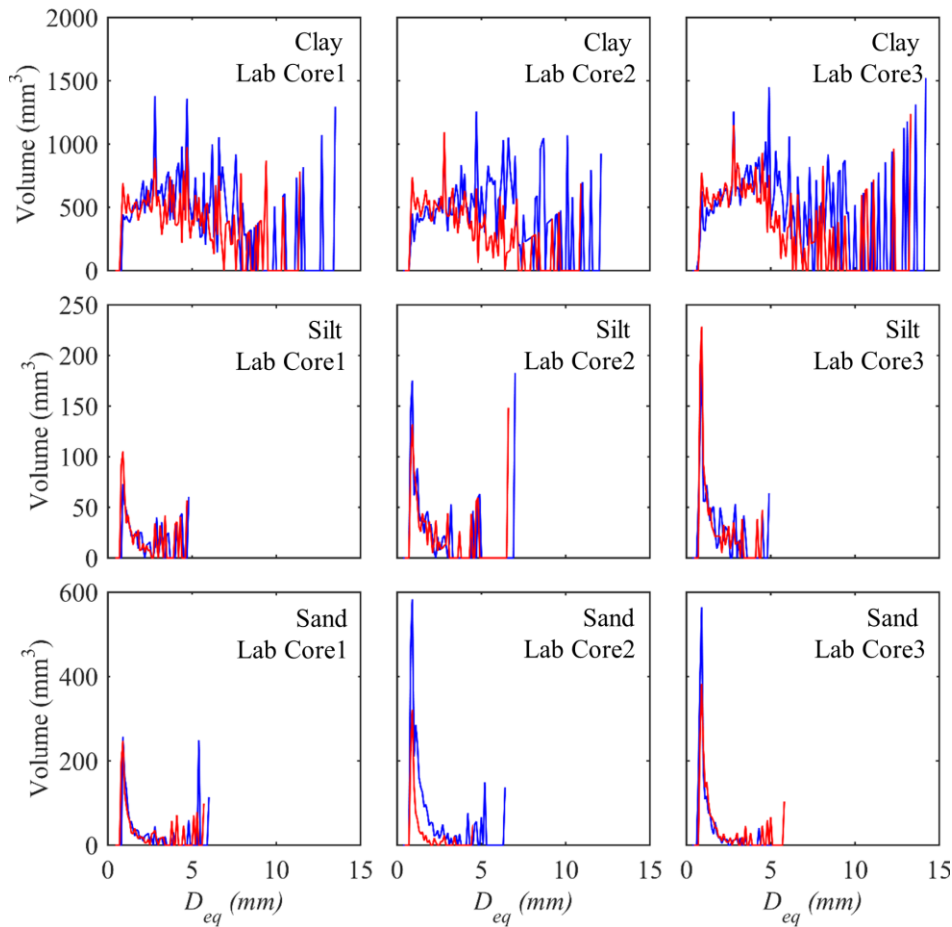 2000
1500
1000
500
0
Volume (mm³)
Clay
Lab Core1
Clay
Lab Core2
Clay
Lab Core3
250
200
150
100
50
0
Volume (mm³)
Silt
Lab Core1
Silt
Lab Core2
Silt
Lab Core3
600
400
200
0
Volume (mm³)
Sand
Lab Core1
Sand
Lab Core2
Sand
Lab Core3
0 5 10 15 0 5 10 15 0 5 10 15
D_eq (mm) D_eq (mm) D_eq (mm)